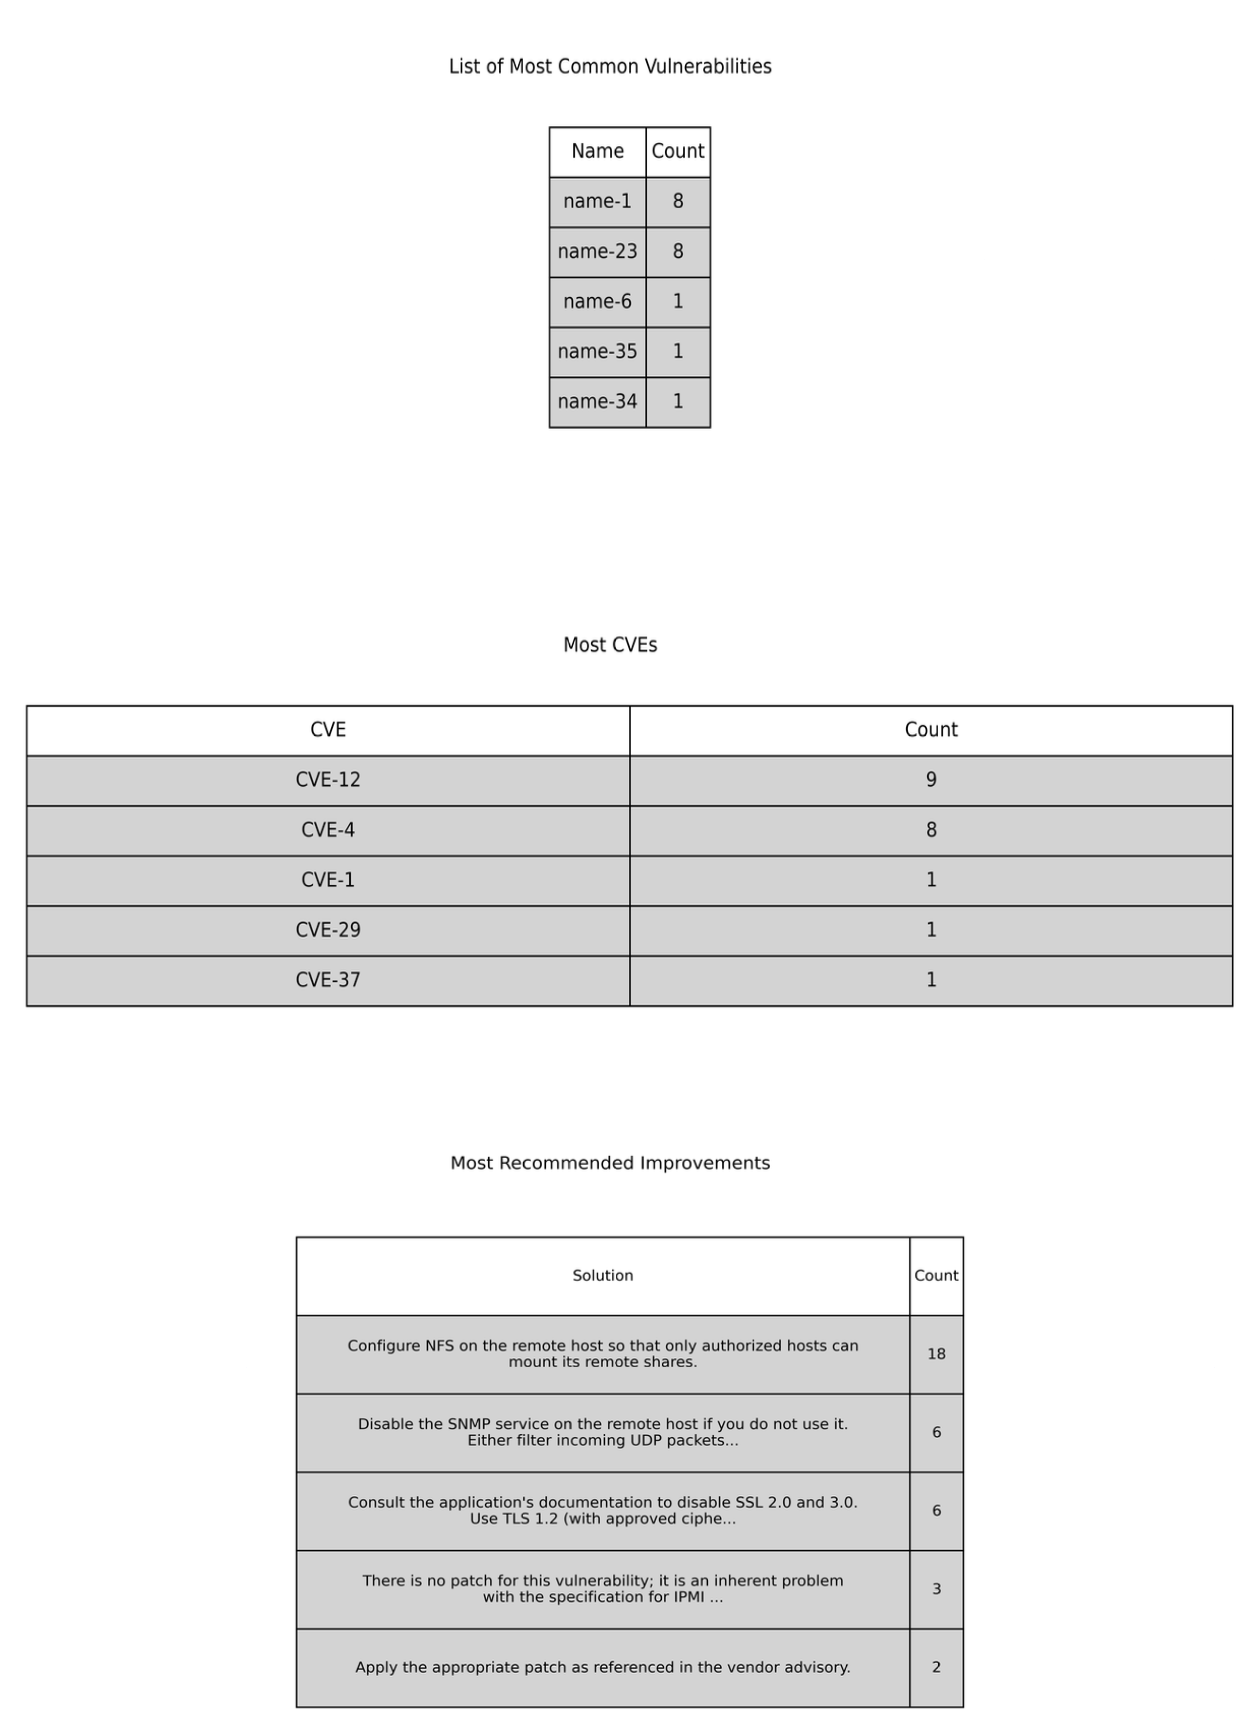 List of Most Common Vulnerabilities
Name Count
name-1 8
name-23 8
name-6 1
name-35 1
name-34 1
Most CVEs
CVE Count
CVE-12 9
CVE-4 8
CVE-1 1
CVE-29 1
CVE-37 1
Most Recommended Improvements
Solution Count
Configure NFS on the remote host so that only authorized hosts can
mount its remote shares.
18
Disable the SNMP service on the remote host if you do not use it.
Either filter incoming UDP packets...
6
Consult the application's documentation to disable SSL 2.0 and 3.0.
Use TLS 1.2 (with approved ciphe...
6
There is no patch for this vulnerability; it is an inherent problem
with the specification for IPMI ...
3
Apply the appropriate patch as referenced in the vendor advisory. 2